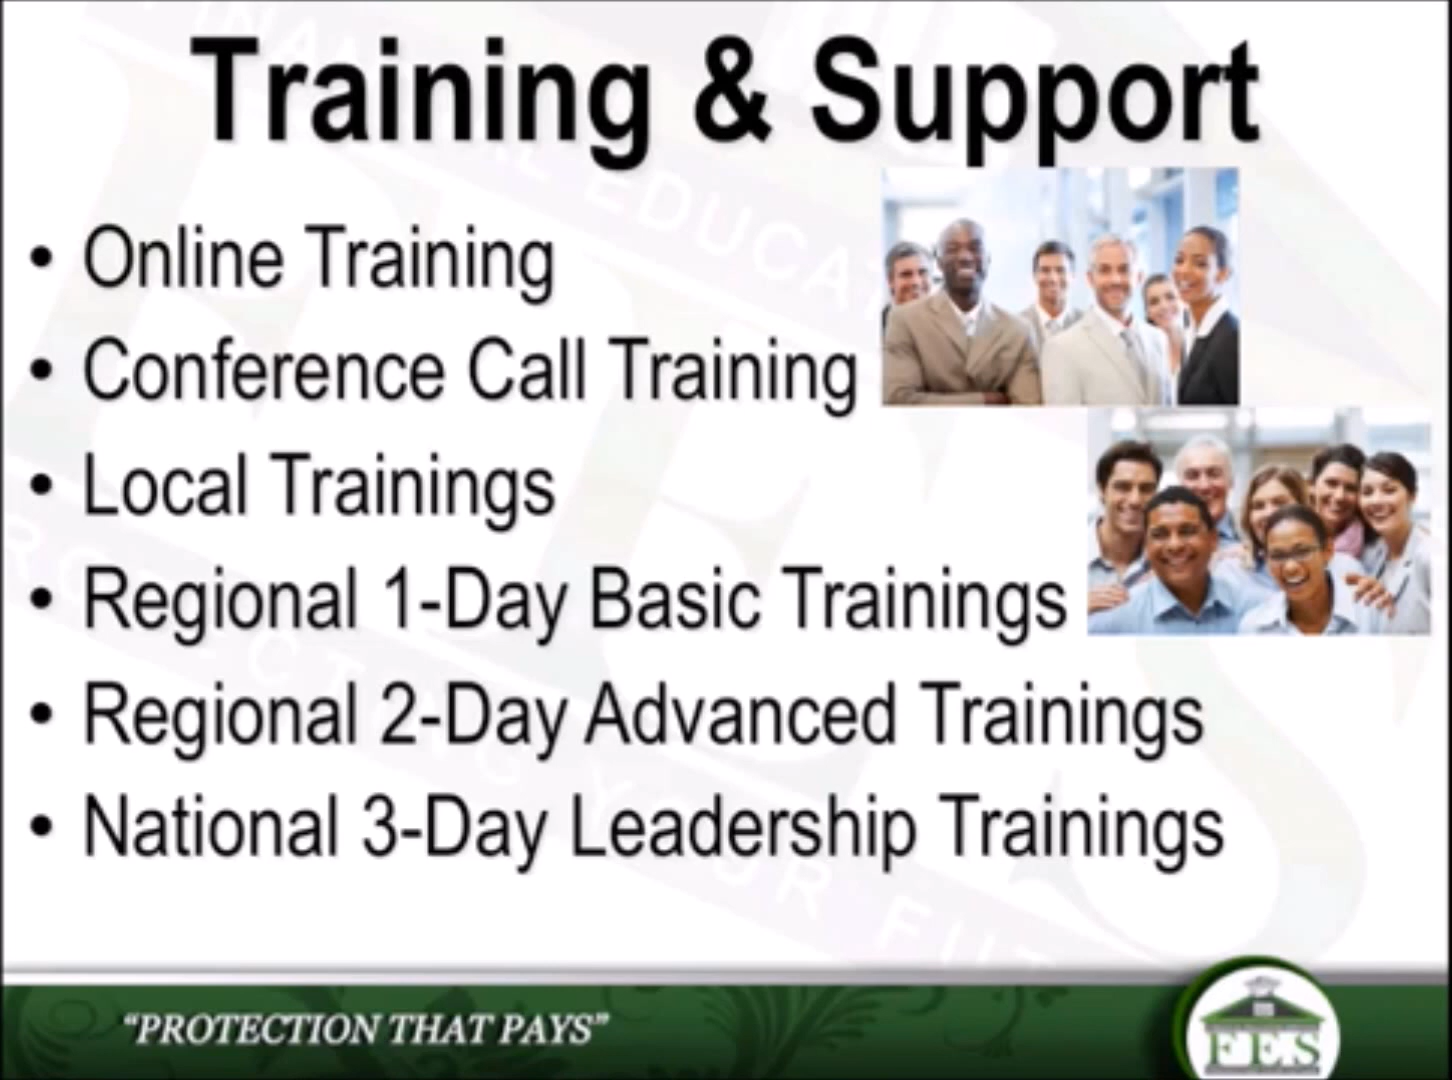 Training & Support
• Online Training
• Conference Call Training
• Local Trainings
• Regional 1-Day Basic Trainings
• Regional 2-Day Advanced Trainings
• National 3-Day Leadership Trainings
“PROTECTION THAT PAYS”
FES